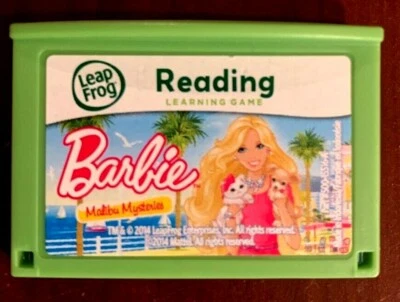 Leap
Frog
Reading
LEARNING GAME
Barbie
Malibu Mysteries
TM & © 2014 LeapFrog Enterprises, Inc. All rights reserved.
©2014 Mattel. All rights reserved.